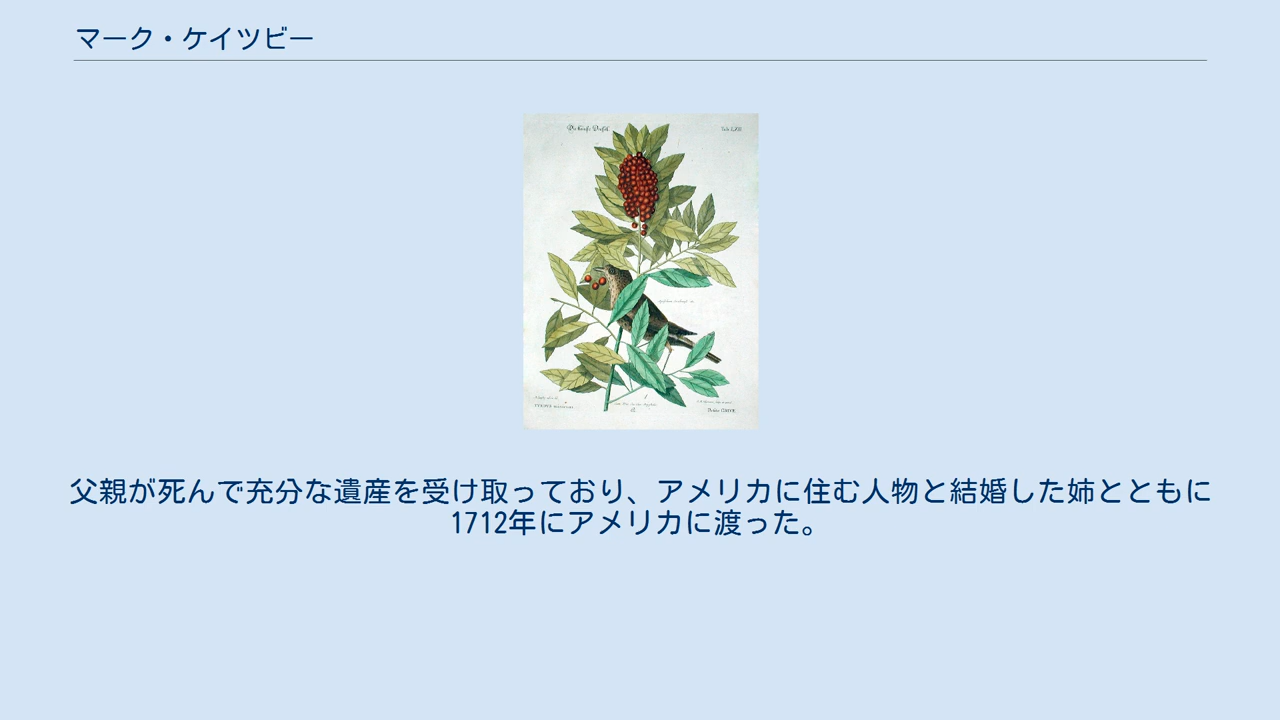 マーク・ケイツビー
父親が死んで充分な遺産を受け取っており、アメリカに住む人物と結婚した姉とともに
1712年にアメリカに渡った。